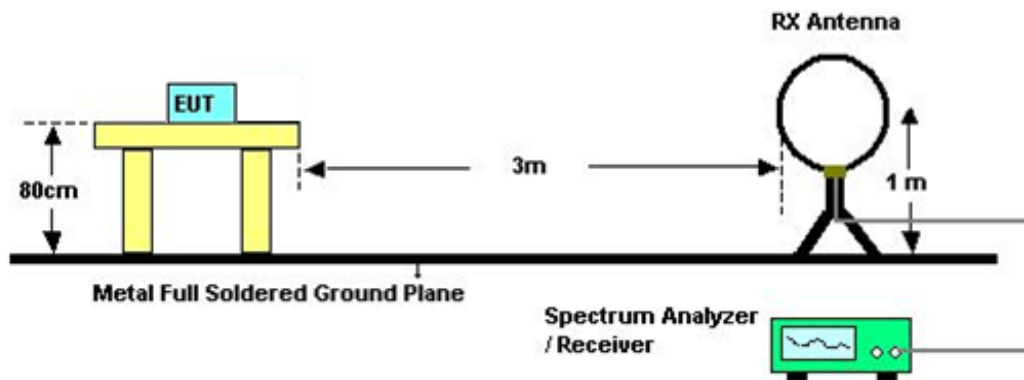 RX Antenna
EUT
80cm
3m
1 m
Metal Full Soldered Ground Plane
Spectrum Analyzer
/ Receiver